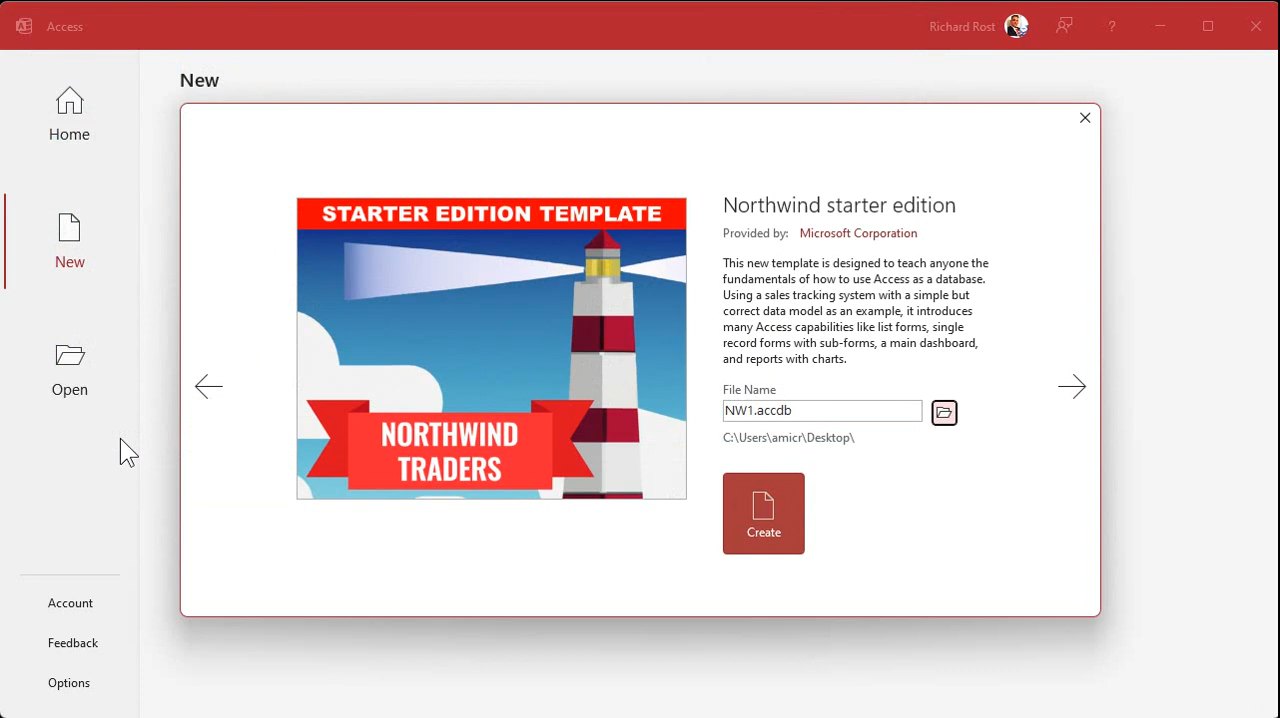 Access
Richard Rost
?
Home
New
Open
Account
Feedback
Options
New
STARTER EDITION TEMPLATE
NORTHWIND
TRADERS
Northwind starter edition
Provided by: Microsoft Corporation
This new template is designed to teach anyone the
fundamentals of how to use Access as a database.
Using a sales tracking system with a simple but
correct data model as an example, it introduces
many Access capabilities like list forms, single
record forms with sub-forms, a main dashboard,
and reports with charts.
File Name
NW1.accdb
C:\Users\amicr\Desktop\
Create